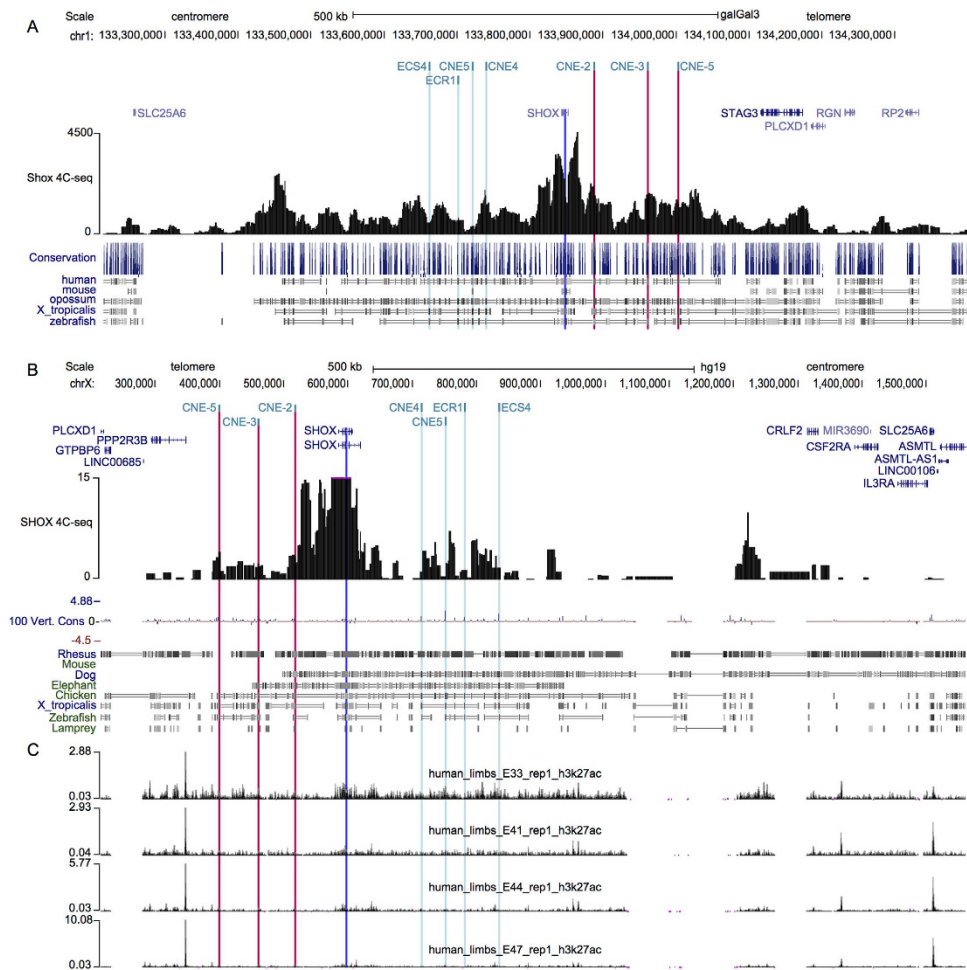 A
Scale centromere 500 kb galGal3 telomere
chr1: 133,300,000 133,400,000 133,500,000 133,600,000 133,700,000 133,800,000 133,900,000 134,000,000 134,100,000 134,200,000 134,300,000
ECS4 CNE5 CNE4 CNE-2 CNE-3 CNE-5
ECR1
SLC25A6 SHOX STAG3 RGN RP2
PLCXD1
4500
Shox 4C-seq
0
Conservation
human
mouse
opossum
X_tropicalis
zebrafish
B
Scale telomere 500 kb hg19 centromere
chrX: 300,000 400,000 500,000 600,000 700,000 800,000 900,000 1,000,000 1,100,000 1,200,000 1,300,000 1,400,000 1,500,000
CNE-5 CNE-2 CNE4 ECR1 ECS4
CNE-3 CNE5
PLCXD1 SHOX CRLF2 MIR3690 SLC25A6
PPP2R3B
GTPBP6 SHOX CSF2RA ASMTL
LINC00685 ASMTL-AS1
LINC00106
IL3RA
15
SHOX 4C-seq
0
4.88
100 Vert. Cons 0
-4.5
Rhesus
Mouse
Dog
Elephant
Chicken
X_tropicalis
Zebrafish
Lamprey
C
2.88
human_limbs_E33_rep1_h3k27ac
0.03
2.93
human_limbs_E41_rep1_h3k27ac
0.04
5.77
human_limbs_E44_rep1_h3k27ac
0.03
10.08
human_limbs_E47_rep1_h3k27ac
0.03